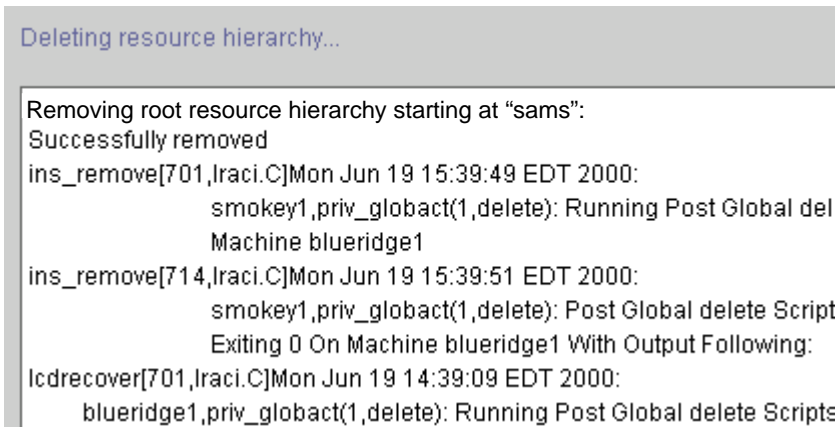 Deleting resource hierarchy...
Removing root resource hierarchy starting at “sams”:
Successfully removed
ins_remove[701,lraci.C]Mon Jun 19 15:39:49 EDT 2000:
smokey1,priv_globact(1,delete): Running Post Global del
Machine blueridge1
ins_remove[714,lraci.C]Mon Jun 19 15:39:51 EDT 2000:
smokey1,priv_globact(1,delete): Post Global delete Script
Exiting 0 On Machine blueridge1 With Output Following:
lcdrecover[701,lraci.C]Mon Jun 19 14:39:09 EDT 2000:
blueridge1,priv_globact(1,delete): Running Post Global delete Scripts